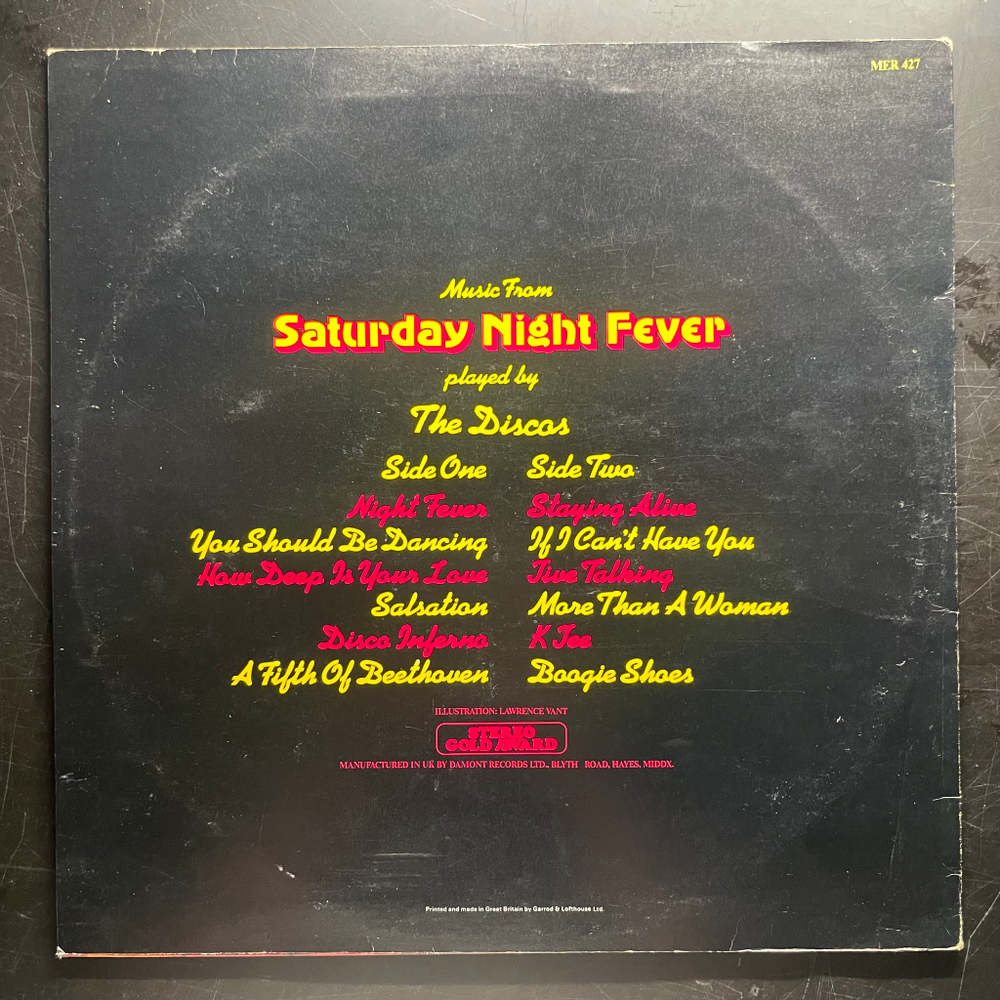 MER 427
Music From
Saturday Night Fever
played by
The Discos
Side One
Night Fever
You Should Be Dancing
How Deep Is Your Love
Salsation
Disco Inferno
A Fifth Of Beethoven
Side Two
Staying Alive
If I Can't Have You
Jive Talking
More Than A Woman
K Jee
Boogie Shoes
ILLUSTRATION: LAWRENCE VANT
STEREO
GOLD AWARD
MANUFACTURED IN UK BY DAMONT RECORDS LTD., BLYTH ROAD, HAYES, MIDDX.
Printed and made in Great Britain by Garrod & Lofthouse Ltd.